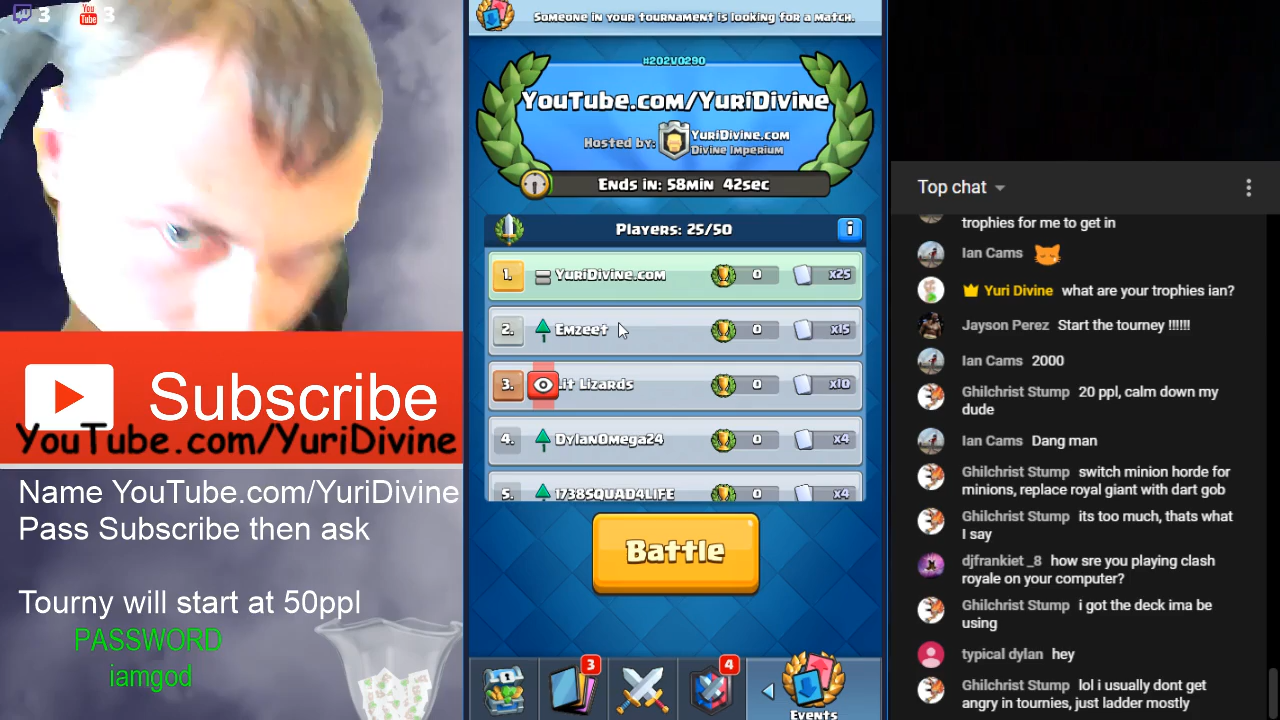 3
You
Tube
3
Subscribe
YouTube.com/YuriDivine
Name YouTube.com/YuriDivine
Pass Subscribe then ask
Tourny will start at 50ppl
PASSWORD
iamgod
Someone in your tournament is looking for a match.
#202V0290
YouTube.com/YuriDivine
Hosted by: YuriDivine.com
Divine Imperium
Ends in: 58min 42sec
Players: 25/50
i
1. YuriDivine.com 0 x25
2. Emzeet 0 x15
3. Lit Lizards 0 x10
4. DylanOmega24 0 x4
5. 1738SQUAD4LIFE 0 x4
Battle
3
4
Events
Top chat
trophies for me to get in
Ian Cams
Yuri Divine what are your trophies ian?
Jayson Perez Start the tourney !!!!!!
Ian Cams 2000
Ghilchrist Stump 20 ppl, calm down my
dude
Ian Cams Dang man
Ghilchrist Stump switch minion horde for
minions, replace royal giant with dart gob
Ghilchrist Stump its too much, thats what
I say
djfrankiet _8 how sre you playing clash
royale on your computer?
Ghilchrist Stump i got the deck ima be
using
typical dylan hey
Ghilchrist Stump lol i usually dont get
angry in tournies, just ladder mostly